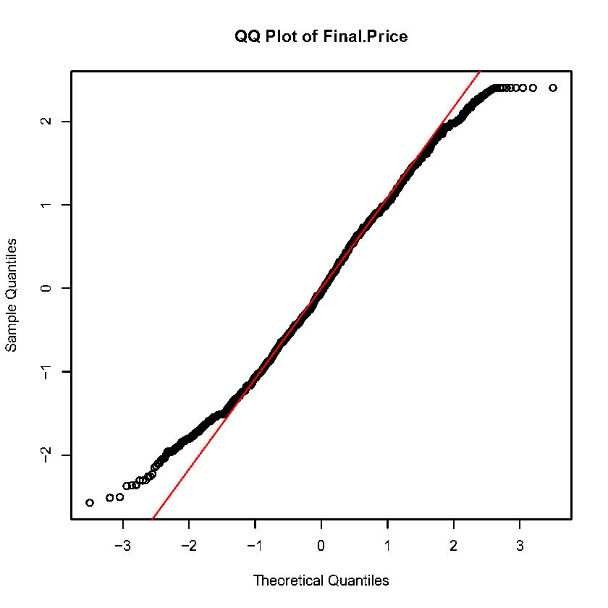 QQ Plot of Final.Price
2
1
0
−1
−2
Sample Quantiles
−3 −2 −1 0 1 2 3
Theoretical Quantiles